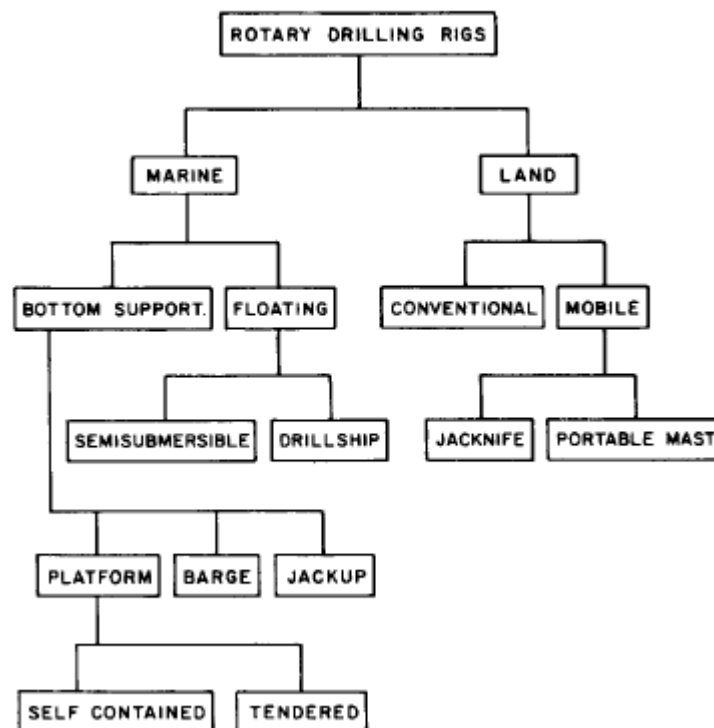 ROTARY DRILLING RIGS
MARINE
LAND
BOTTOM SUPPORT.
FLOATING
CONVENTIONAL
MOBILE
SEMISUBMERSIBLE
DRILLSHIP
JACKNIFE
PORTABLE MAST
PLATFORM
BARGE
JACKUP
SELF CONTAINED
TENDERED